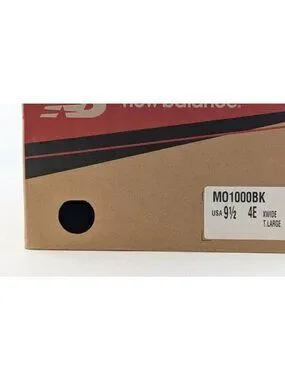 new balance.
MO1000BK
USA 9½ 4E XWIDE
T.LARGE